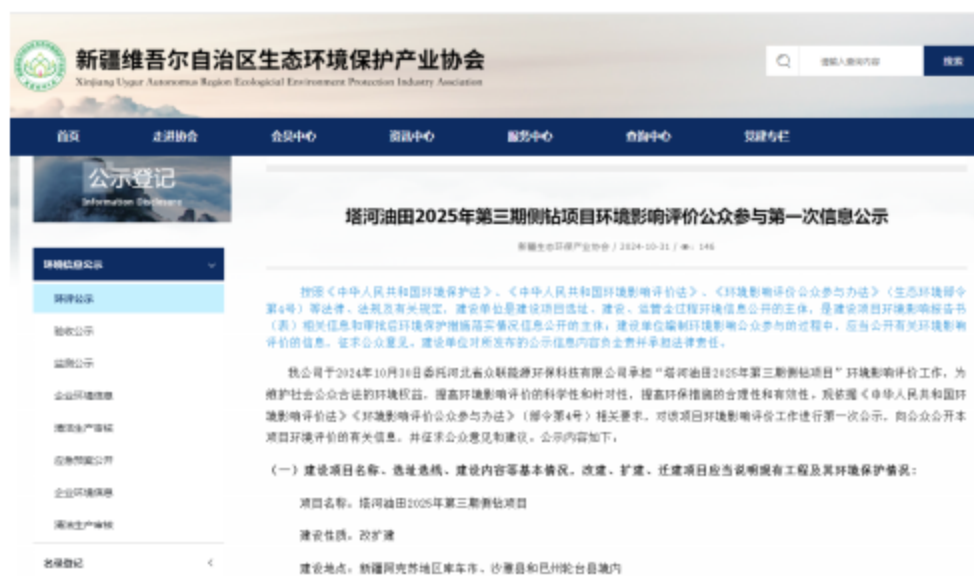 新疆维吾尔自治区生态环境保护产业协会
Xinjiang Uygur Autonomous Region Ecologicial Environment Protection Industry Association
请输入查询内容
搜索
首页 走进协会 会员中心 资讯中心 服务中心 查询中心 党建专栏
公示登记
Information Disclosure
环境信息公示
环评公示
验收公示
监测公示
企业环境信息
清洁生产审核
应急预案公开
企业环境信息
清洁生产审核
名录登记
塔河油田2025年第三期侧钻项目环境影响评价公众参与第一次信息公示
新疆生态环保产业协会 / 2024-10-31 / 146
按照《中华人民共和国环境保护法》、《中华人民共和国环境影响评价法》、《环境影响评价公众参与办法》（生态环境部令
第4号）等法律、法规及有关规定，建设单位是建设项目选址、建设、运营全过程环境信息公开的主体，是建设项目环境影响报告书
（表）相关信息和审批后环境保护措施落实情况信息公开的主体；建设单位编制环境影响公众参与的过程中，应当公开有关环境影响
评价的信息，征求公众意见。建设单位对所发布的公示信息内容负全责并承担法律责任。
我公司于2024年10月30日委托河北省众联能源环保科技有限公司承担“塔河油田2025年第三期侧钻项目”环境影响评价工作，为
维护社会公众合法的环境权益，提高环境影响评价的科学性和针对性，提高环保措施的合理性和有效性，现依据《中华人民共和国环
境影响评价法》《环境影响评价公众参与办法》（部令第4号）相关要求，对该项目环境影响评价工作进行第一次公示，向公众公开本
项目环境评价的有关信息，并征求公众意见和建议。公示内容如下：
（一）建设项目名称、选址选线、建设内容等基本情况，改建、扩建、迁建项目应当说明现有工程及其环境保护情况：
项目名称：塔河油田2025年第三期侧钻项目
建设性质：改扩建
建设地点：新疆阿克苏地区库车市、沙雅县和巴州轮台县境内